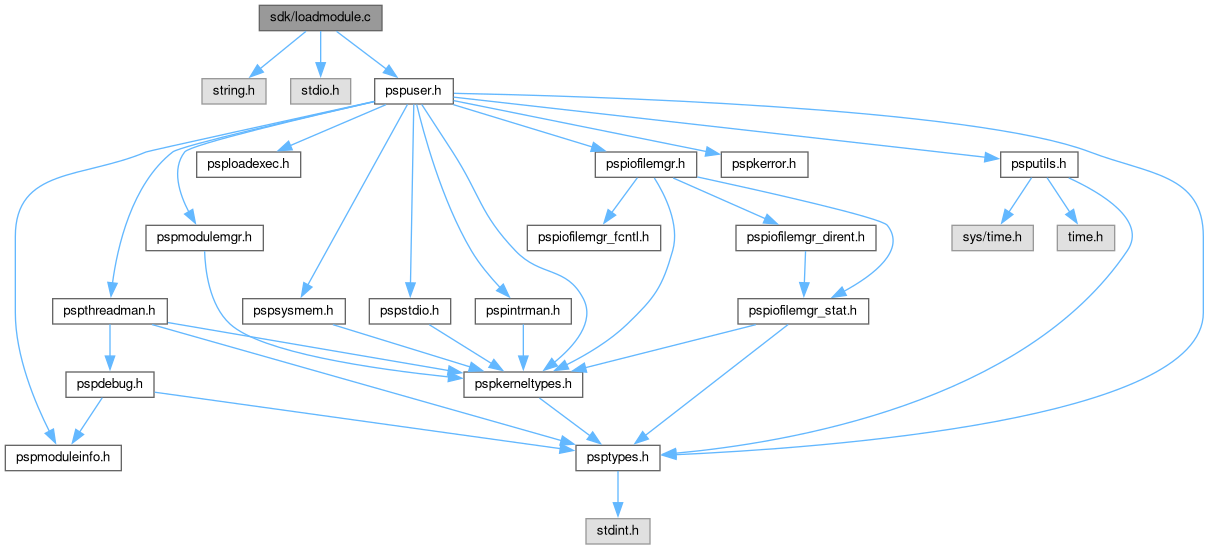 sdk/loadmodule.c
string.h
stdio.h
pspuser.h
psploadexec.h
pspiofilemgr.h
pspkerror.h
psputils.h
pspmodulemgr.h
pspiofilemgr_fcntl.h
pspiofilemgr_dirent.h
sys/time.h
time.h
pspthreadman.h
pspsysmem.h
pspstdio.h
pspintrman.h
pspiofilemgr_stat.h
pspdebug.h
pspkerneltypes.h
pspmoduleinfo.h
psptypes.h
stdint.h